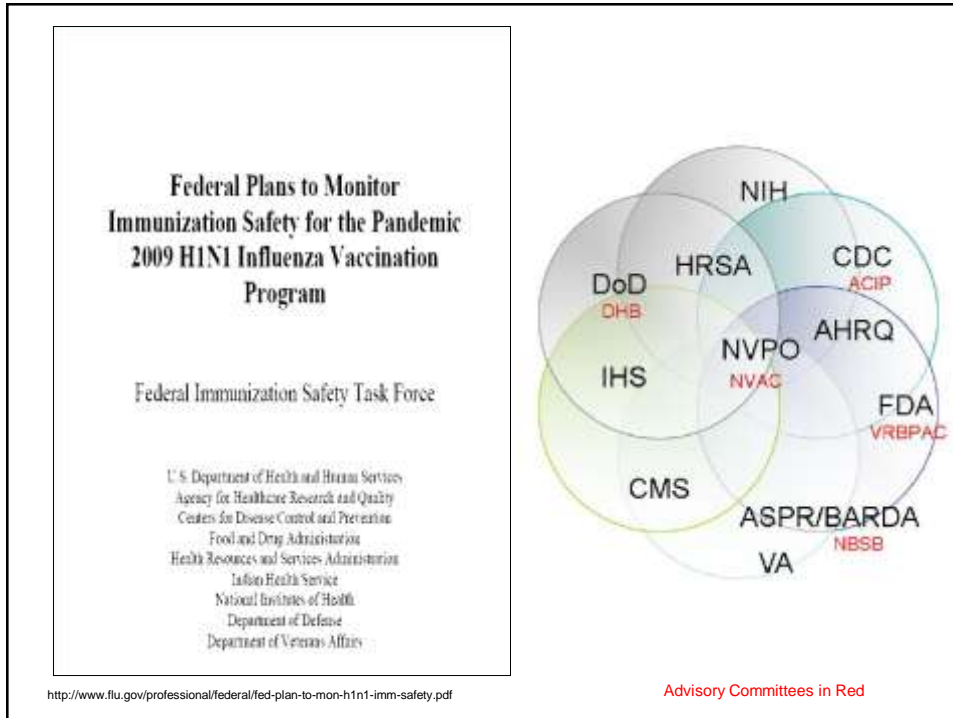 Federal Plans to Monitor
Immunization Safety for the Pandemic
2009 H1N1 Influenza Vaccination
Program
Federal Immunization Safety Task Force
U.S. Department of Health and Human Services
Agency for Healthcare Research and Quality
Centers for Disease Control and Prevention
Food and Drug Administration
Health Resources and Services Administration
Indian Health Service
National Institutes of Health
Department of Defense
Department of Veterans Affairs
http://www.flu.gov/professional/federal/fed-plan-to-mon-h1n1-imm-safety.pdf
NIH
HRSA
CDC
ACIP
DoD
DHB
AHRQ
NVPO
NVAC
IHS
FDA
VRBPAC
CMS
ASPR/BARDA
NBSB
VA
Advisory Committees in Red